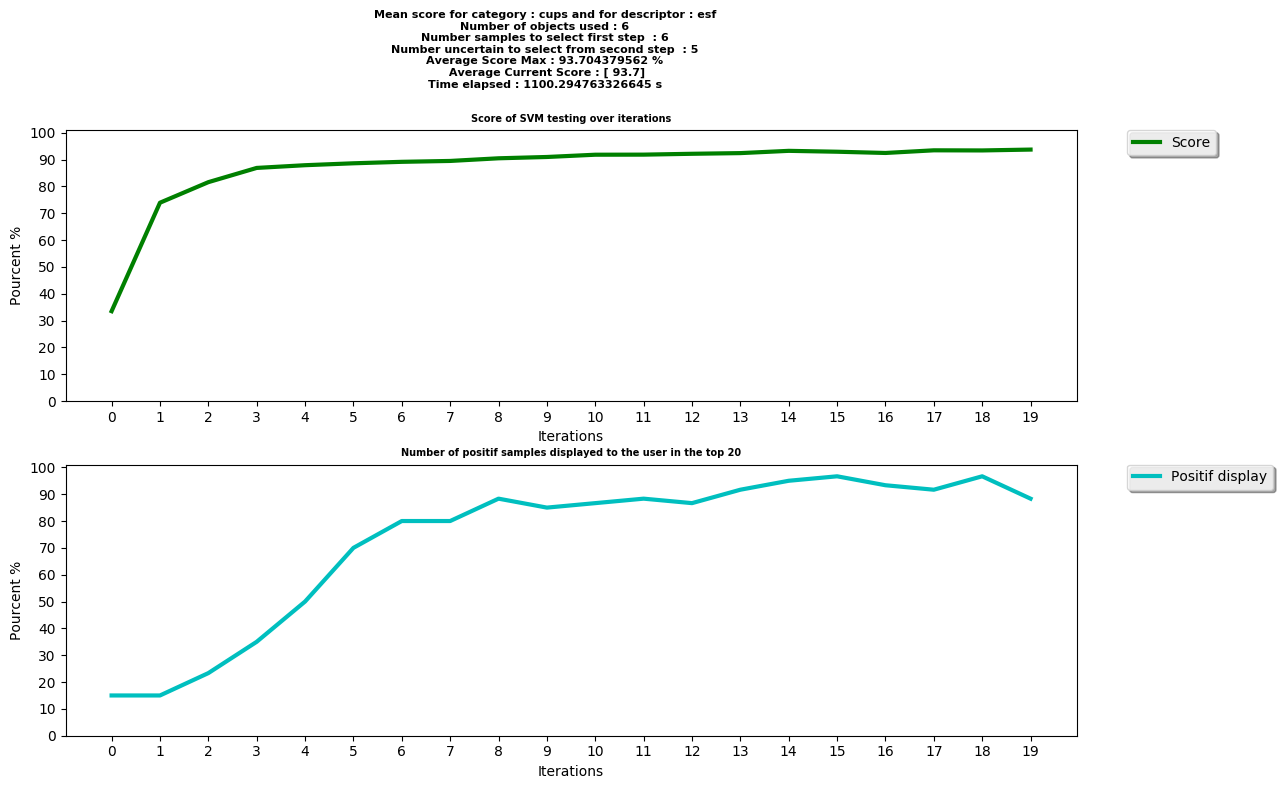 Mean score for category : cups and for descriptor : esf
Number of objects used : 6
Number samples to select first step  : 6
Number uncertain to select from second step  : 5
Average Score Max : 93.704379562 %
Average Current Score : [ 93.7]
Time elapsed : 1100.294763326645 s
Score of SVM testing over iterations
100
90
80
70
60
50
40
30
20
10
0
Pourcent %
0 1 2 3 4 5 6 7 8 9 10 11 12 13 14 15 16 17 18 19
Iterations
Score
Number of positif samples displayed to the user in the top 20
100
90
80
70
60
50
40
30
20
10
0
Pourcent %
0 1 2 3 4 5 6 7 8 9 10 11 12 13 14 15 16 17 18 19
Iterations
Positif display